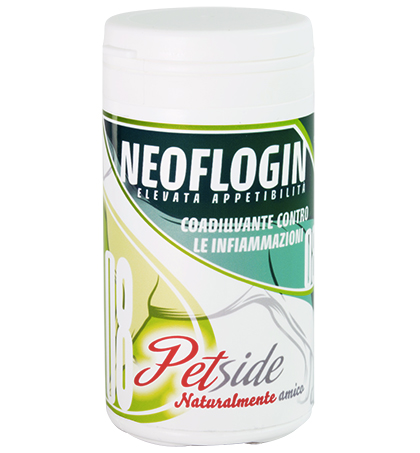 NEOFLOGIN
ELEVATA APPETIBILITÀ
COADIUVANTE CONTRO
LE INFIAMMAZIONI
08
Petside
Naturalmente amico